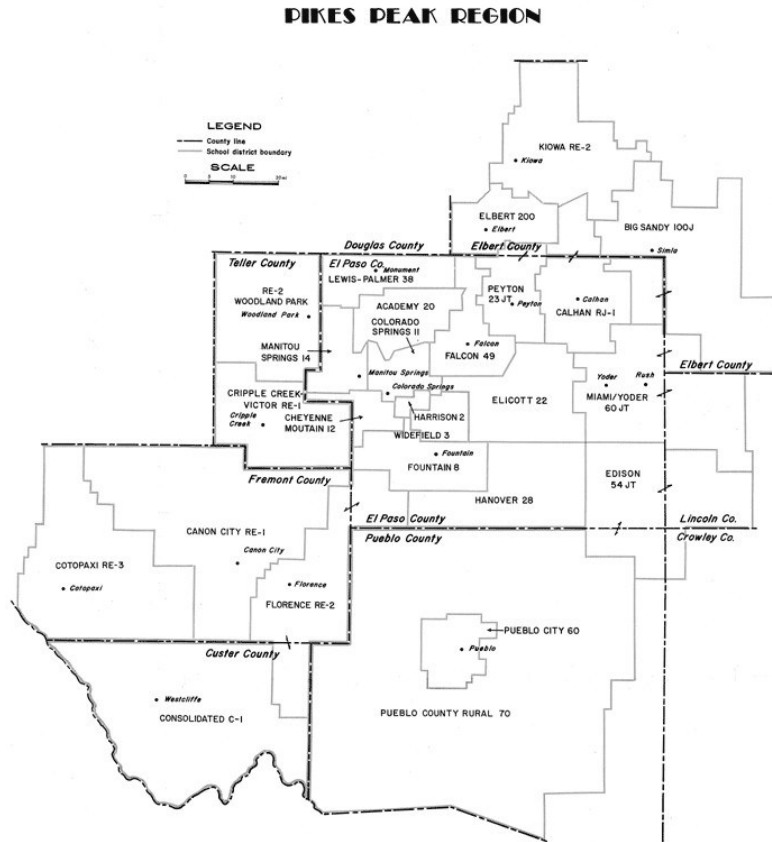 PIKES PEAK REGION
LEGEND
County line
School district boundary
SCALE
KIOWA RE-2
Kiowa
ELBERT 200
Elbert
BIG SANDY 100J
Simla
Douglas County
Elbert County
Teller County
El Paso Co.
Monument
LEWIS-PALMER 38
RE-2
WOODLAND PARK
Woodland Park
ACADEMY 20
COLORADO
SPRINGS 11
PEYTON
23 JT
Peyton
Calhan
CALHAN RJ-1
MANITOU
SPRINGS 14
Falcon
FALCON 49
Manitou Springs
Colorado Springs
Elbert County
Yoder
Rush
MIAMI/YODER
60 JT
CRIPPLE CREEK-
VICTOR RE-1
Cripple
Creek
CHEYENNE
MOUTAIN 12
HARRISON 2
ELICOTT 22
WIDEFIELD 3
Fountain
FOUNTAIN 8
EDISON
54 JT
Fremont County
HANOVER 28
El Paso County
Pueblo County
Lincoln Co.
Crowley Co.
CANON CITY RE-1
Canon City
COTOPAXI RE-3
Cotopaxi
Florence
FLORENCE RE-2
PUEBLO CITY 60
Pueblo
Custer County
Westcliffe
CONSOLIDATED C-1
PUEBLO COUNTY RURAL 70